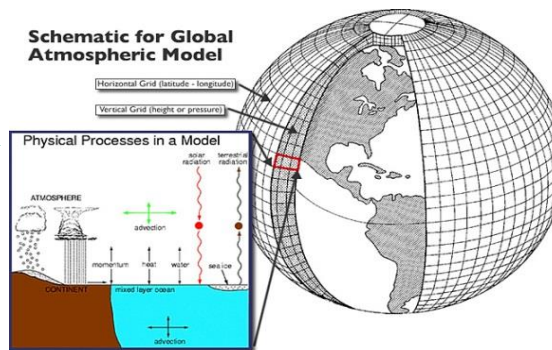 Schematic for Global
Atmospheric Model
Horizontal Grid (latitude - longitude)
Vertical Grid (height or pressure)
Physical Processes in a Model
solar
radiation
terrestrial
radiation
ATMOSPHERE
advection
momentum
heat
water
sea ice
CONTINENT
mixed layer ocean
advection